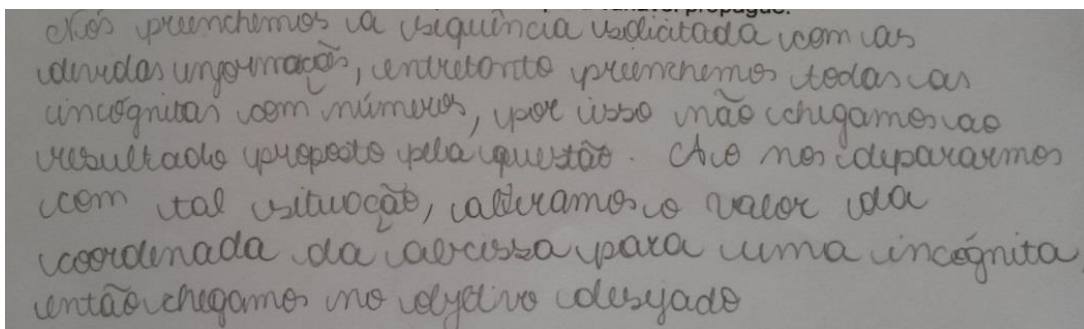 Nós preenchemos a sequência solicitada com as
devidas informações, entretanto preenchemos todas as
incógnitas com números, por isso não chegamos ao
resultado proposto pela questão. Ao nos depararmos
com tal situação, alteramos o valor da
coordenada da abcissa para uma incógnita
então chegamos no objetivo desejado